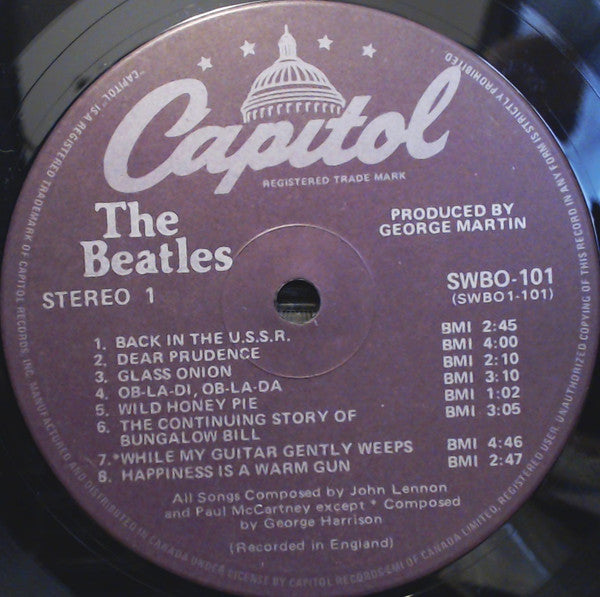 Capitol
REGISTERED TRADE MARK
The
Beatles
PRODUCED BY
GEORGE MARTIN
STEREO 1
SWBO-101
(SWBO1-101)
1. BACK IN THE U.S.S.R. BMI 2:45
2. DEAR PRUDENCE BMI 4:00
3. GLASS ONION BMI 2:10
4. OB-LA-DI, OB-LA-DA BMI 3:10
5. WILD HONEY PIE BMI 1:02
6. THE CONTINUING STORY OF BMI 3:05
BUNGALOW BILL
7.*WHILE MY GUITAR GENTLY WEEPS BMI 4:46
8. HAPPINESS IS A WARM GUN BMI 2:47
All Songs Composed by John Lennon
and Paul McCartney except * Composed
by George Harrison
(Recorded in England)
"CAPITOL" IS A REGISTERED TRADEMARK OF CAPITOL RECORDS, INC. MANUFACTURED AND DISTRIBUTED IN CANADA UNDER LICENSE BY CAPITOL RECORDS-EMI OF CANADA LIMITED, REGISTERED USER. UNAUTHORIZED COPYING OF THIS RECORD IN ANY FORM IS STRICTLY PROHIBITED.